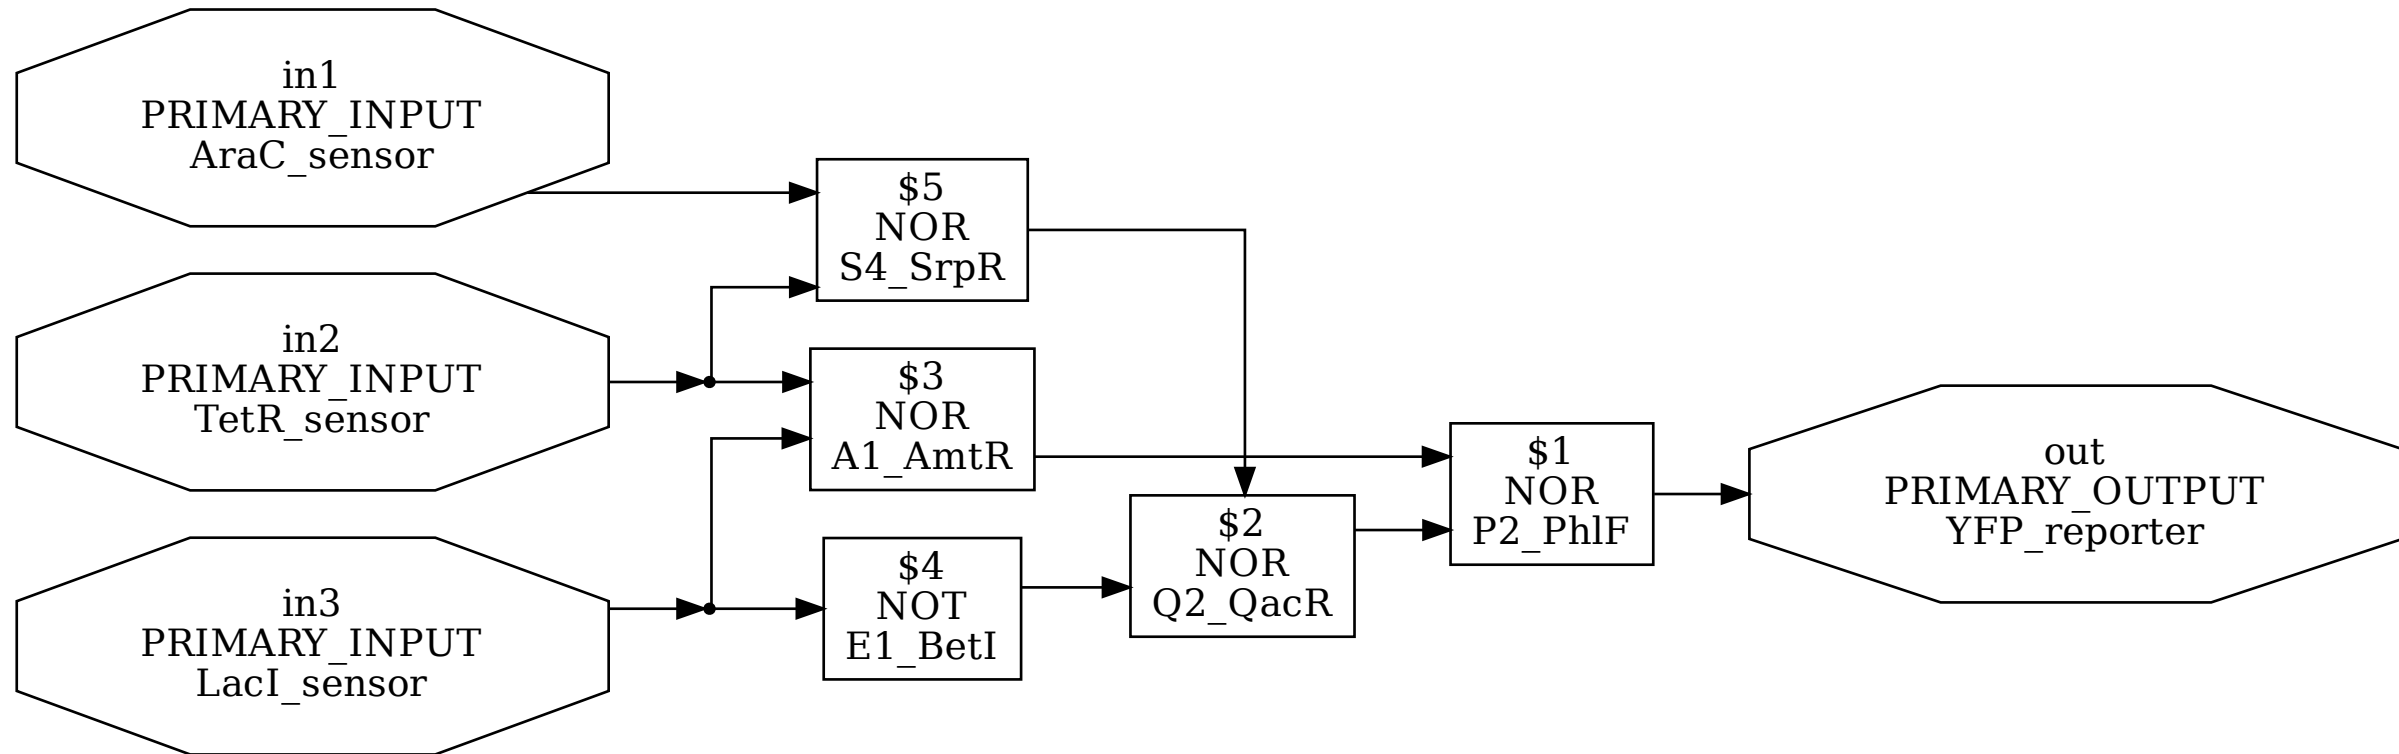 in1
PRIMARY_INPUT
AraC_sensor
$5
NOR
S4_SrpR
in2
PRIMARY_INPUT
TetR_sensor
$3
NOR
A1_AmtR
$1
NOR
P2_PhlF
out
PRIMARY_OUTPUT
YFP_reporter
$2
NOR
Q2_QacR
in3
PRIMARY_INPUT
LacI_sensor
$4
NOT
E1_BetI